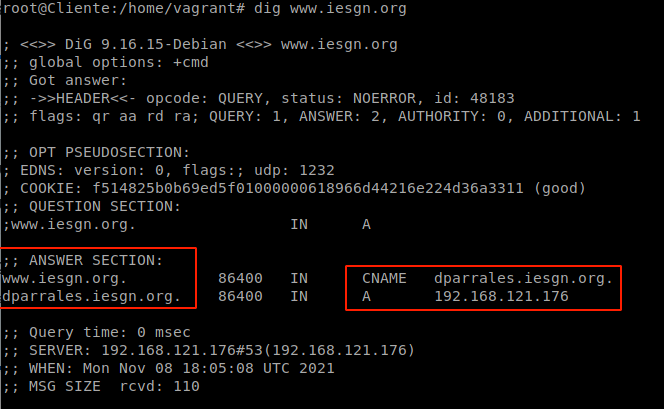 root@Cliente:/home/vagrant# dig www.iesgn.org
; <<>> DiG 9.16.15-Debian <<>> www.iesgn.org
;; global options: +cmd
;; Got answer:
;; ->>HEADER<<- opcode: QUERY, status: NOERROR, id: 48183
;; flags: qr aa rd ra; QUERY: 1, ANSWER: 2, AUTHORITY: 0, ADDITIONAL: 1
;; OPT PSEUDOSECTION:
; EDNS: version: 0, flags:; udp: 1232
; COOKIE: f514825b0b69ed5f01000000618966d44216e224d36a3311 (good)
;; QUESTION SECTION:
;www.iesgn.org. IN A
;; ANSWER SECTION:
www.iesgn.org. 86400 IN CNAME dparrales.iesgn.org.
dparrales.iesgn.org. 86400 IN A 192.168.121.176
;; Query time: 0 msec
;; SERVER: 192.168.121.176#53(192.168.121.176)
;; WHEN: Mon Nov 08 18:05:08 UTC 2021
;; MSG SIZE rcvd: 110